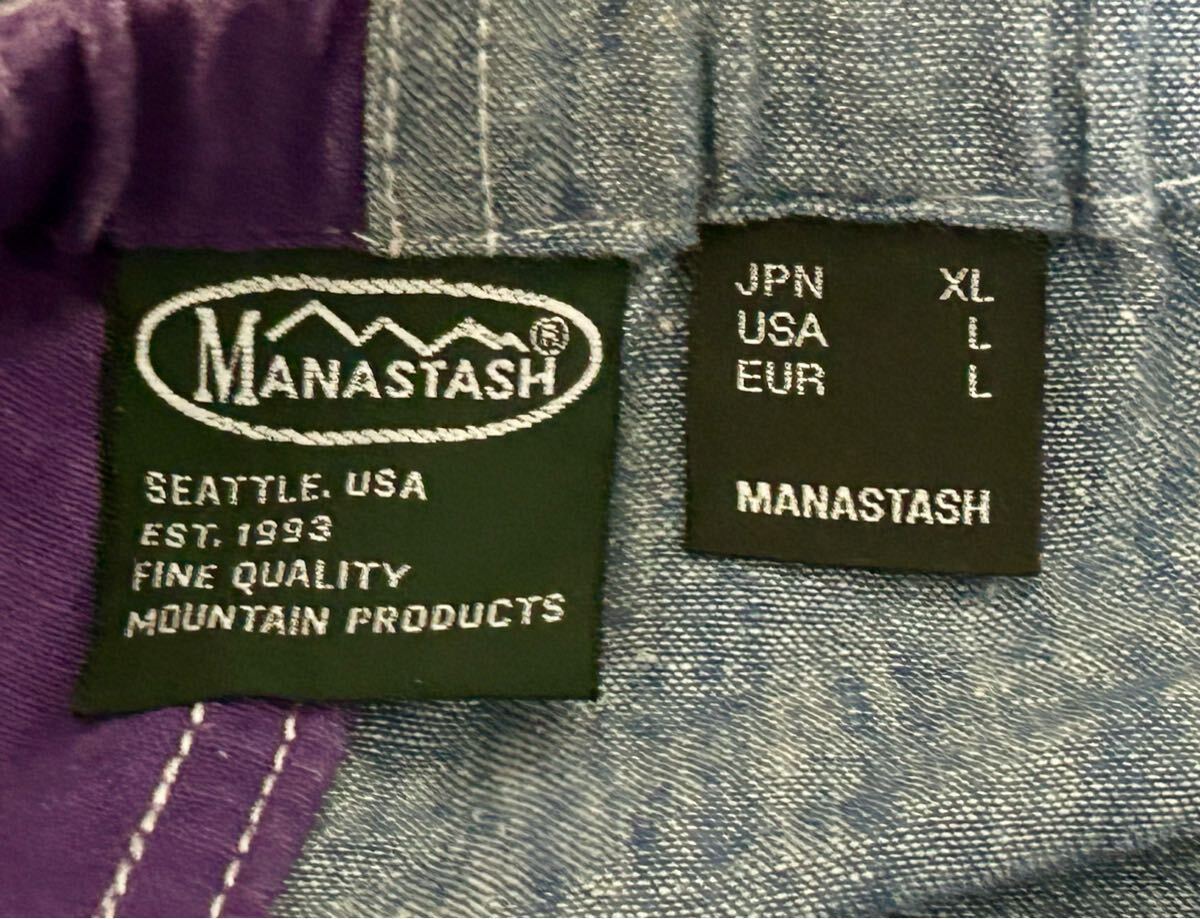 MANASTASH®
SEATTLE. USA
EST. 1993
FINE QUALITY
MOUNTAIN PRODUCTS
JPN XL
USA L
EUR L
MANASTASH